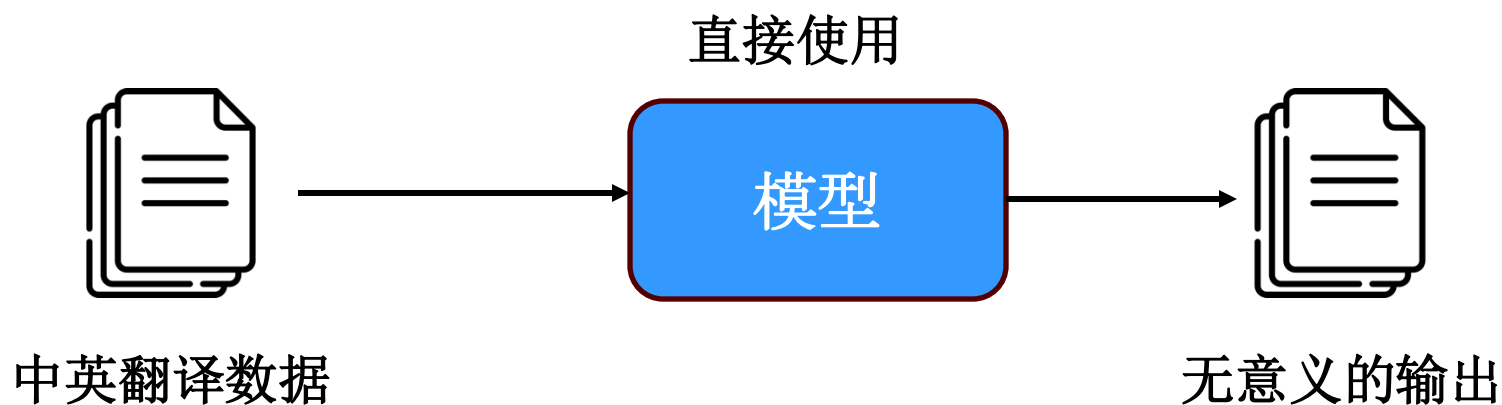 直接使用
模型
中英翻译数据
无意义的输出